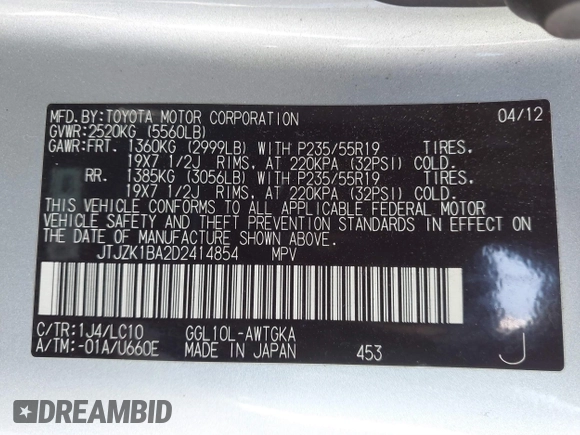 MFD.BY:TOYOTA MOTOR CORPORATION 04/12
GVWR:2520KG (5560LB)
GAWR:FRT. 1360KG (2999LB) WITH P235/55R19 TIRES.
19X7 1/2J RIMS, AT 220KPA (32PSI) COLD.
RR. 1385KG (3056LB) WITH P235/55R19 TIRES,
19X7 1/2J RIMS, AT 220KPA (32PSI) COLD.
THIS VEHICLE CONFORMS TO ALL APPLICABLE FEDERAL MOTOR
VEHICLE SAFETY AND THEFT PREVENTION STANDARDS IN EFFECT ON
THE DATE OF MANUFACTURE SHOWN ABOVE.
JTJZK1BA2D2414854 MPV
C/TR:1J4/LC10 GGL10L-AWTGKA
A/TM:-01A/U660E MADE IN JAPAN 453 J
DREAMBID